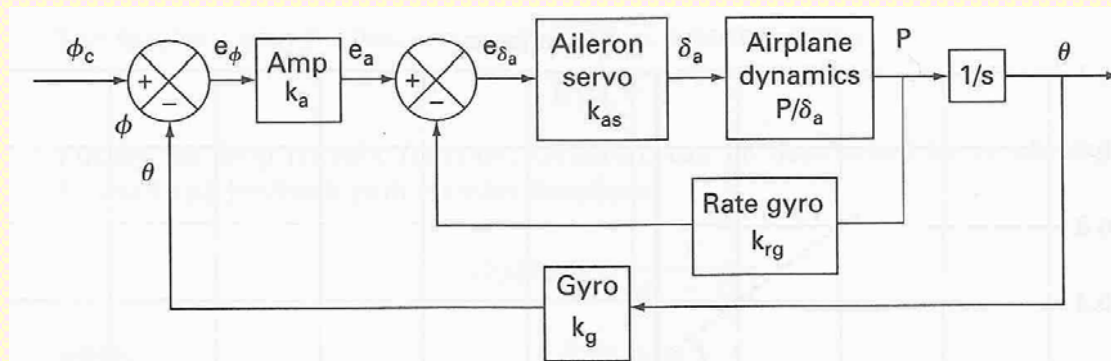 ϕc
+
−
ϕ
θ
eϕ
Amp
ka
ea
+
−
eδa
Aileron
servo
kas
δa
Airplane
dynamics
P/δa
P
1/s
θ
Rate gyro
krg
Gyro
kg